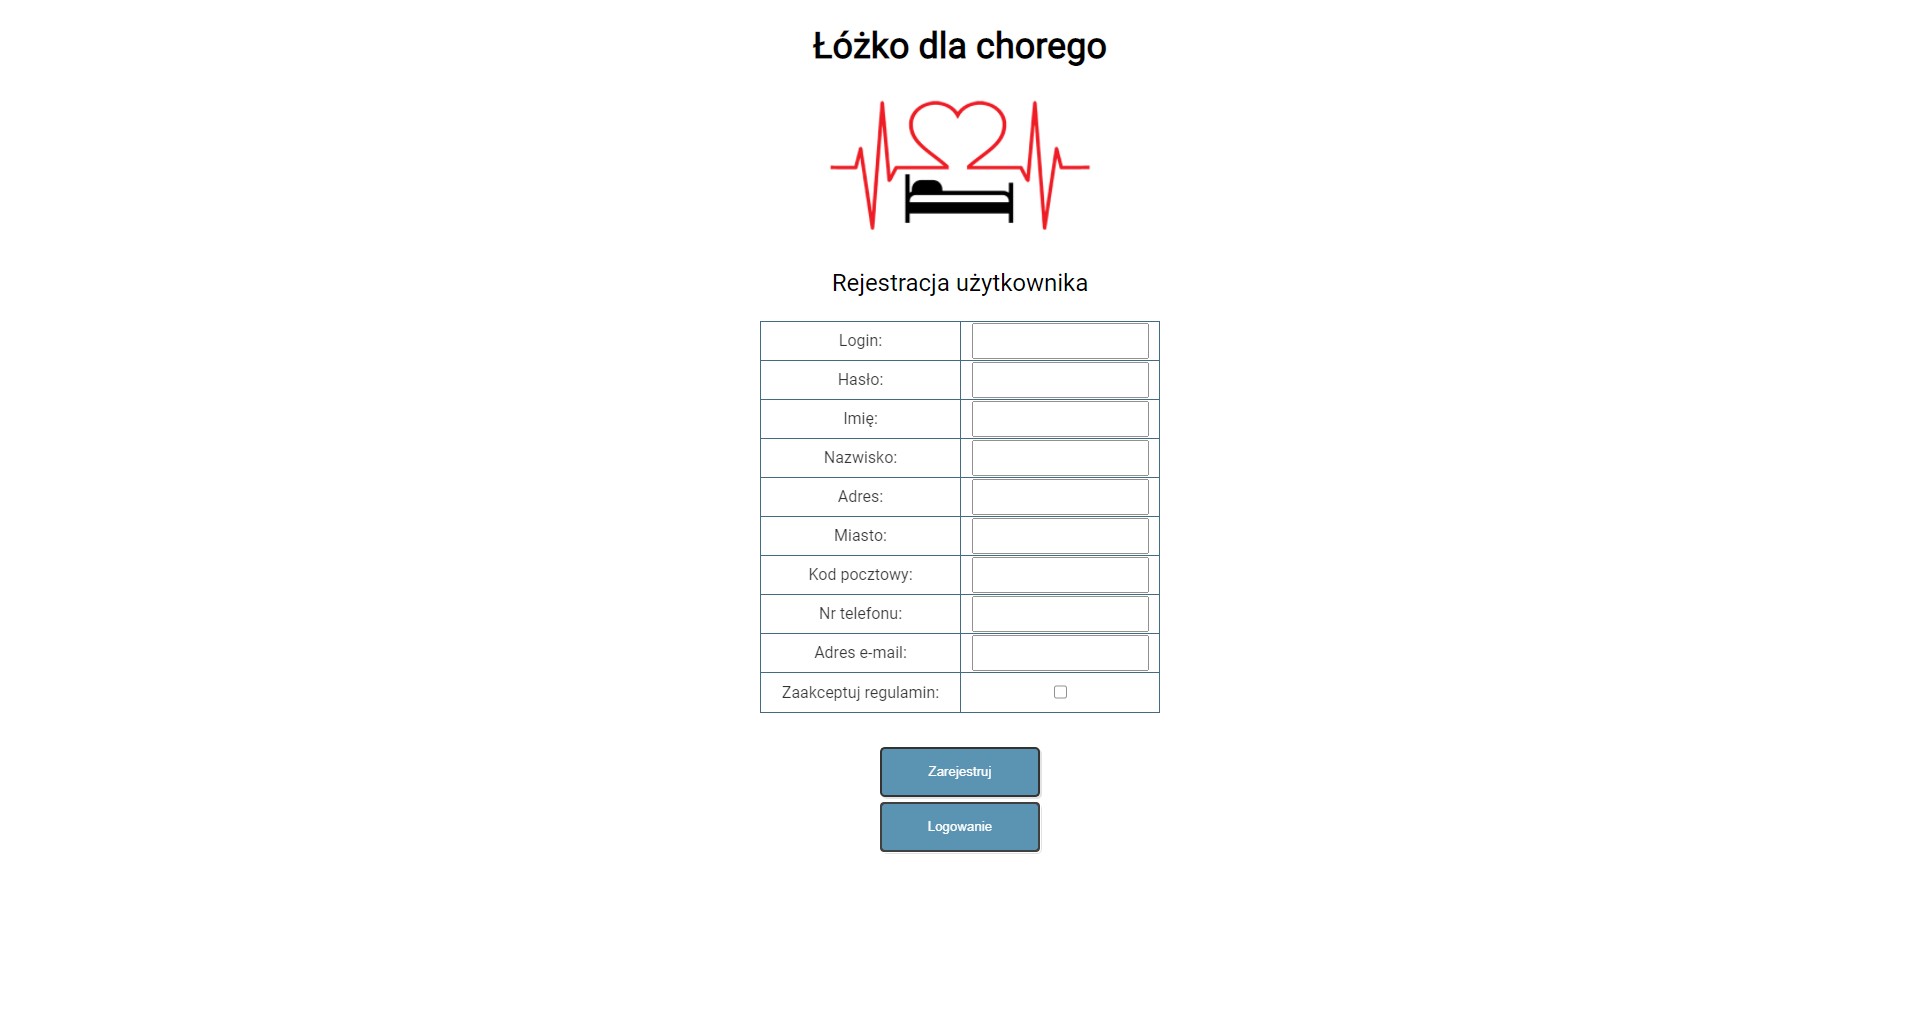 Łóżko dla chorego
Rejestracja użytkownika
Login:
Hasło:
Imię:
Nazwisko:
Adres:
Miasto:
Kod pocztowy:
Nr telefonu:
Adres e-mail:
Zaakceptuj regulamin:
Zarejestruj
Logowanie